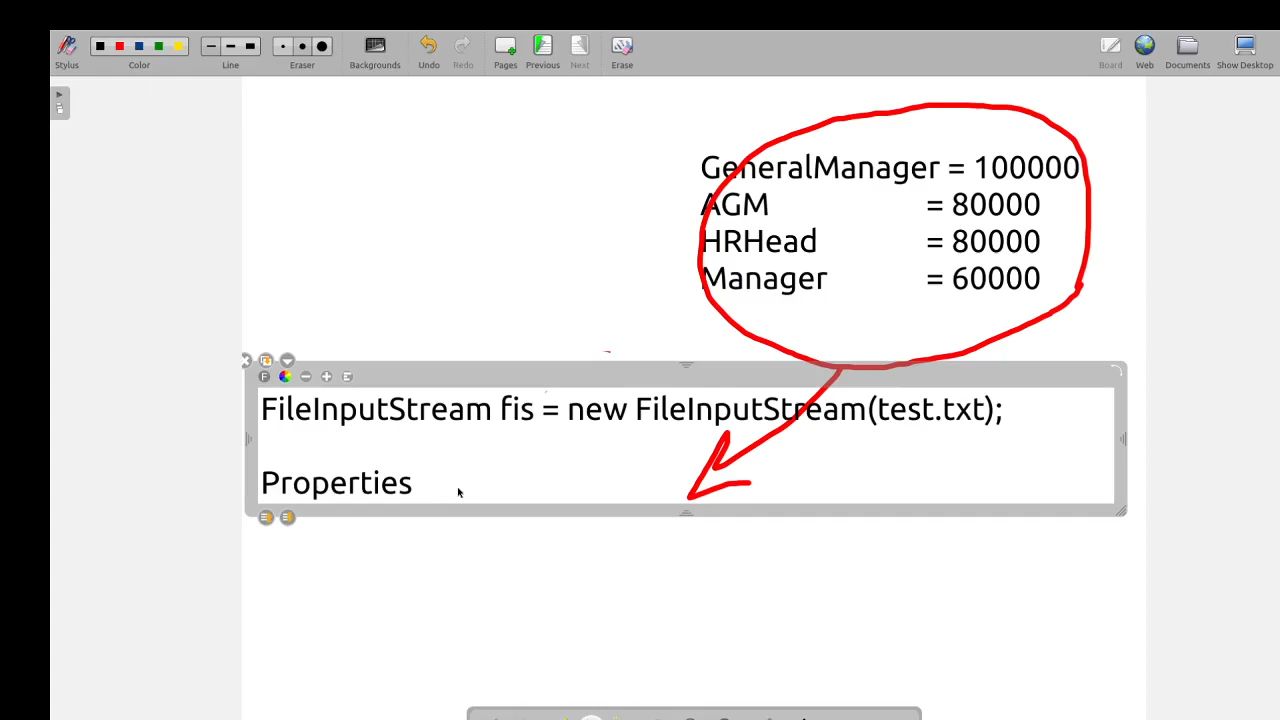 Stylus Color Line Eraser Backgrounds Undo Redo Pages Previous Next Erase Board Web Documents Show Desktop
GeneralManager = 100000
AGM = 80000
HRHead = 80000
Manager = 60000
F
FileInputStream fis = new FileInputStream(test.txt);
Properties